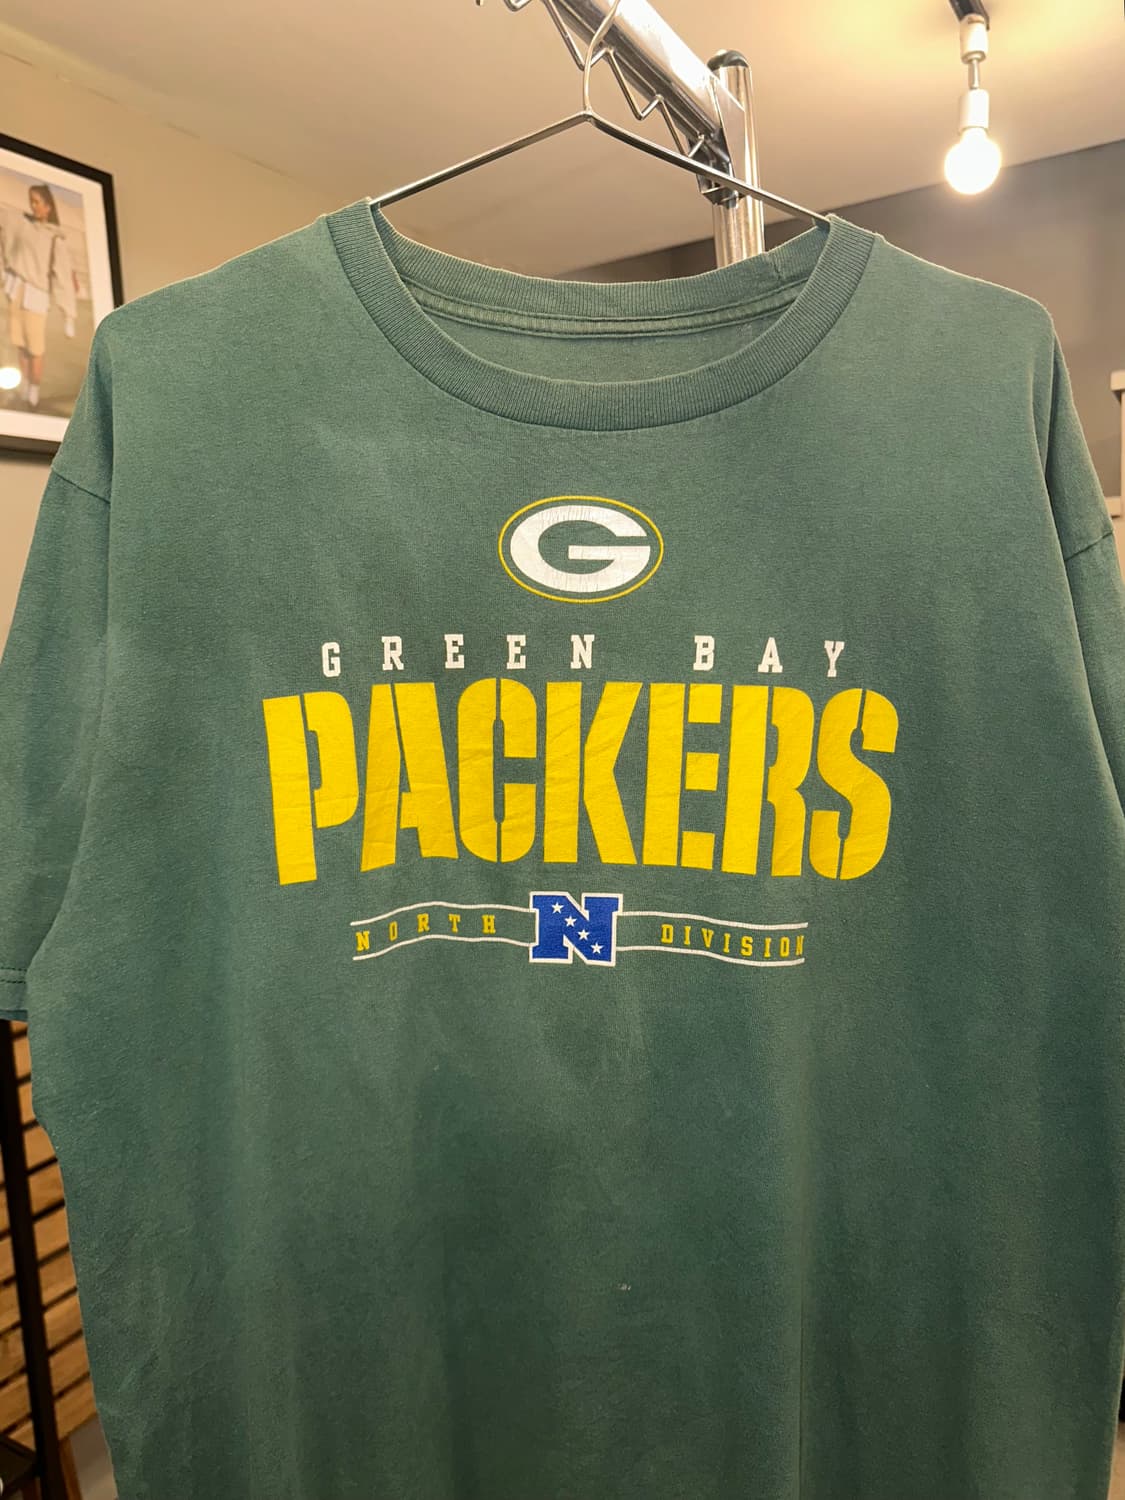 G
GREEN BAY
PACKERS
NORTH N DIVISION